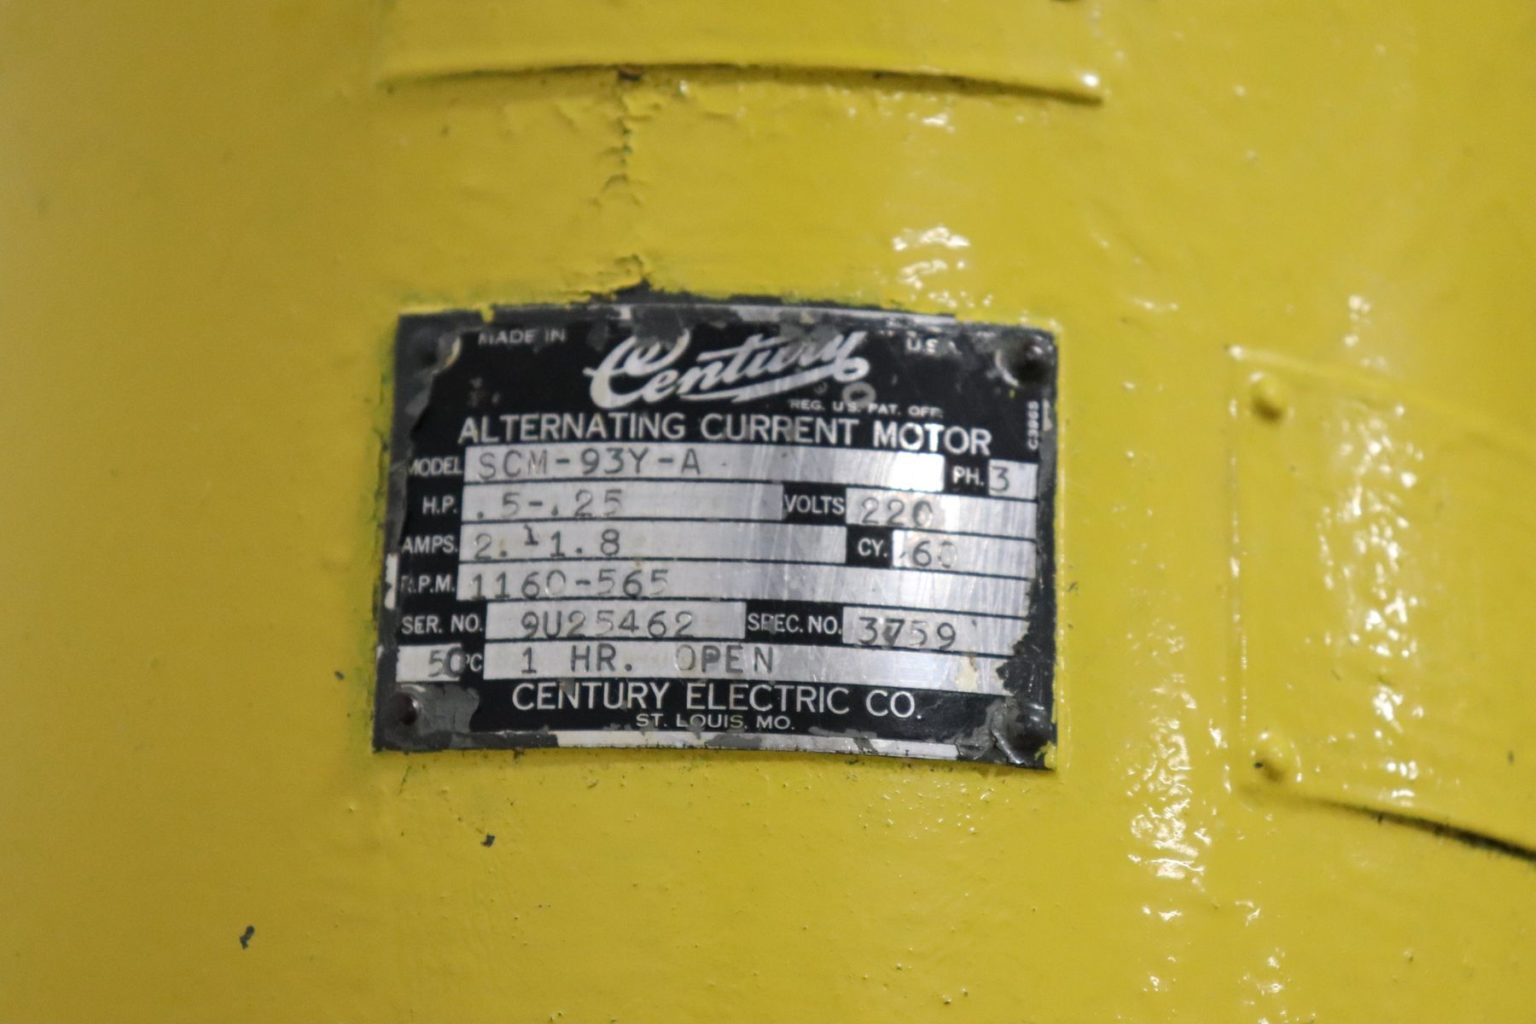 MADE IN Century U.S.A.
REG. U.S. PAT. OFF.
ALTERNATING CURRENT MOTOR
MODEL SCM-93Y-A PH. 3
H.P. .5-.25 VOLTS 220
AMPS. 2. 1.8 CY. 60
R.P.M. 1160-565
SER. NO. 9U25462 SPEC. NO. 3759
50°C 1 HR. OPEN
CENTURY ELECTRIC CO
ST. LOUIS, MO.